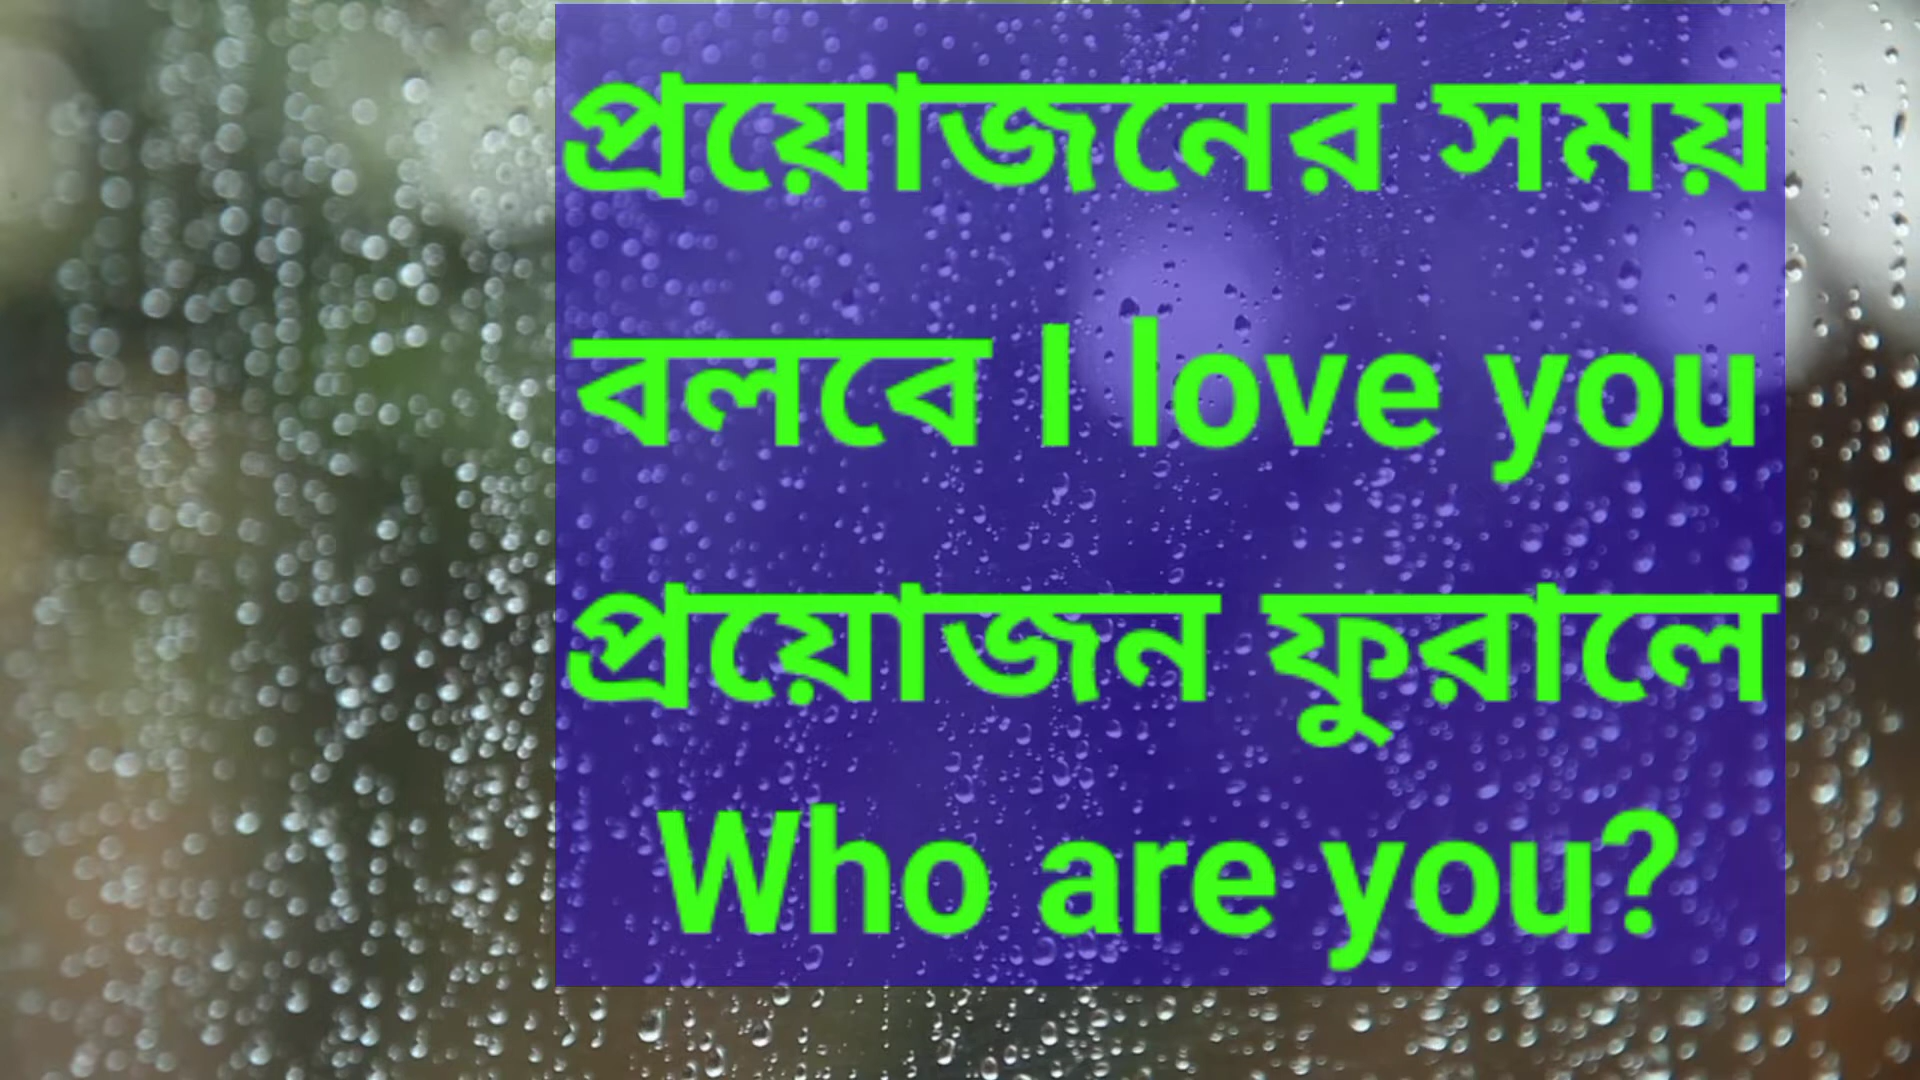 প্রয়োজনের সময়
বলবে I love you
প্রয়োজন ফুরালে
Who are you?